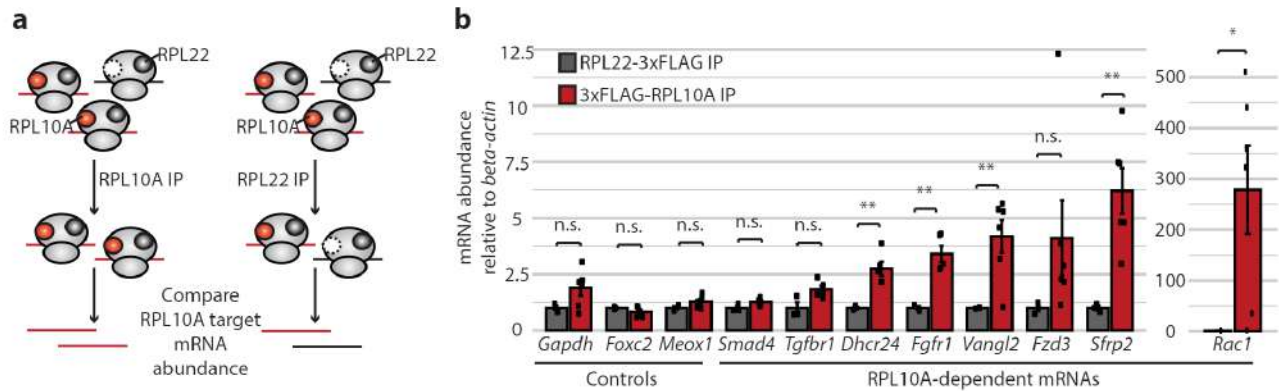 a
RPL22
RPL22
RPL10A
RPL10A
RPL10A IP
RPL22 IP
Compare
RPL10A target
mRNA
abundance
b
mRNA abundance
relative to beta-actin
12.5
10
7.5
5
2.5
0
RPL22-3xFLAG IP
3xFLAG-RPL10A IP
n.s.
n.s.
n.s.
n.s.
n.s.
**
**
**
n.s.
**
*
500
400
300
200
100
0
Gapdh Foxc2 Meox1 Smad4 Tgfbr1 Dhcr24 Fgfr1 Vangl2 Fzd3 Sfrp2 Rac1
Controls RPL10A-dependent mRNAs